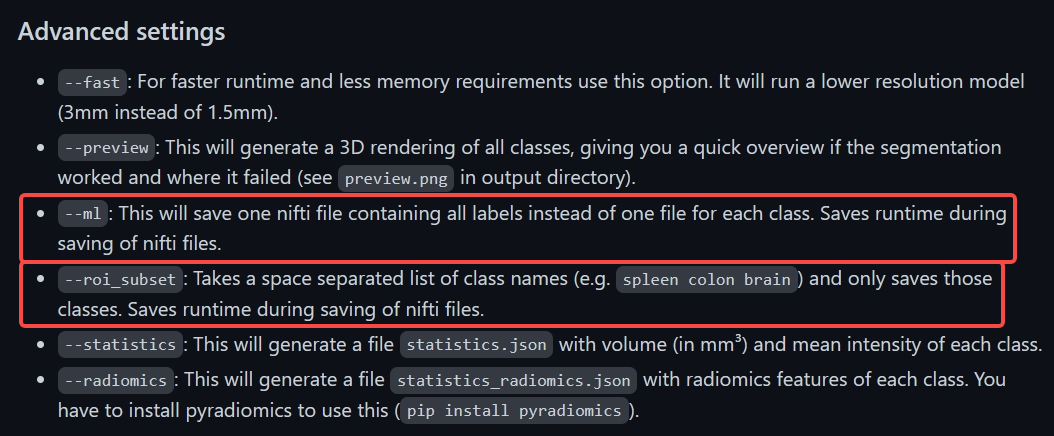 Advanced settings
--fast: For faster runtime and less memory requirements use this option. It will run a lower resolution model
(3mm instead of 1.5mm).
--preview: This will generate a 3D rendering of all classes, giving you a quick overview if the segmentation
worked and where it failed (see preview.png in output directory).
--ml: This will save one nifti file containing all labels instead of one file for each class. Saves runtime during
saving of nifti files.
--roi_subset: Takes a space separated list of class names (e.g. spleen colon brain) and only saves those
classes. Saves runtime during saving of nifti files.
--statistics: This will generate a file statistics.json with volume (in mm³) and mean intensity of each class.
--radiomics: This will generate a file statistics_radiomics.json with radiomics features of each class. You
have to install pyradiomics to use this (pip install pyradiomics).